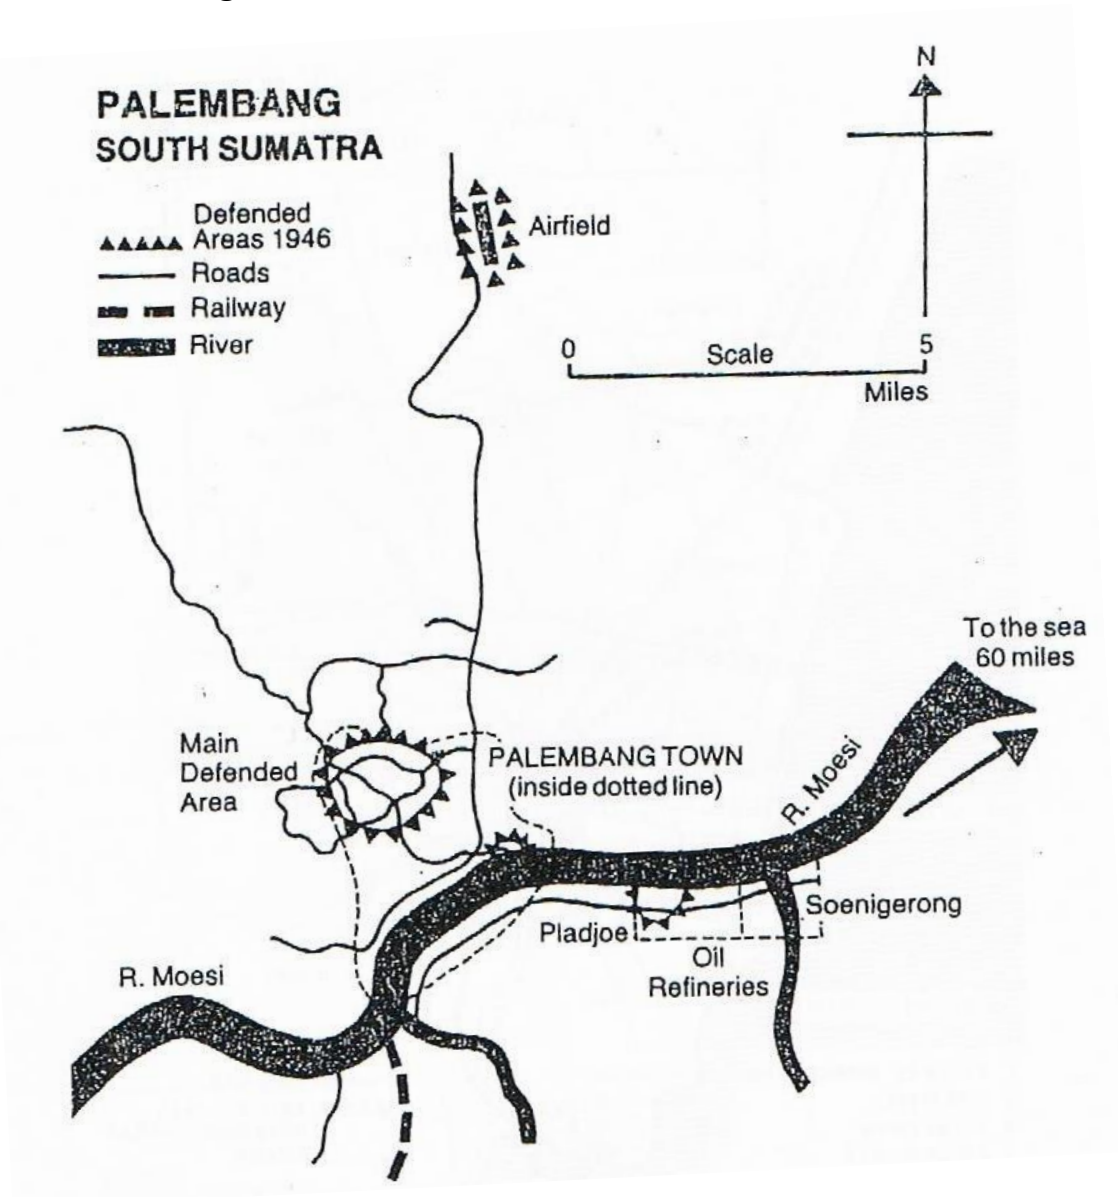 PALEMBANG
SOUTH SUMATRA
Defended
Areas 1946
Roads
Railway
River
N
Airfield
0
Scale
5
Miles
To the sea
60 miles
Main
Defended
Area
PALEMBANG TOWN
(inside dotted line)
R. Moesi
Soenigerong
Pladjoe
Oil
Refineries
R. Moesi